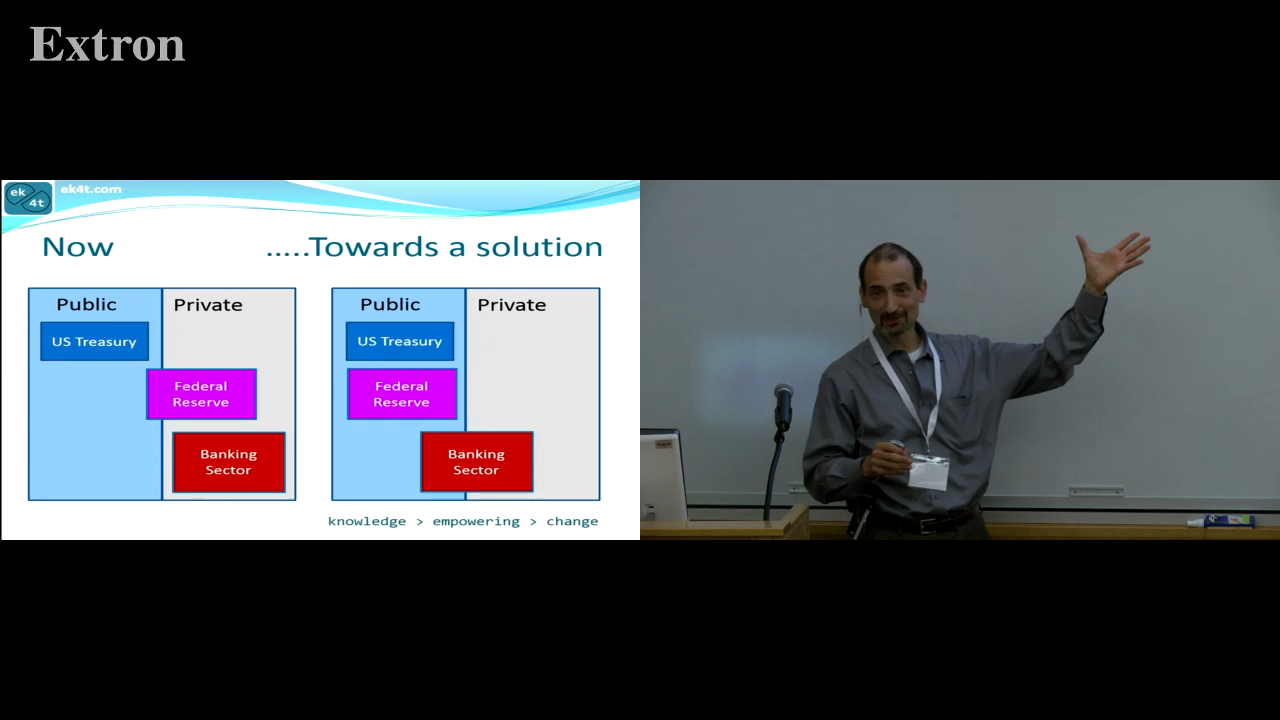 Extron
ek
4t
ek4t.com
Now
.....Towards a solution
Public
Private
US Treasury
Federal
Reserve
Banking
Sector
Public
Private
US Treasury
Federal
Reserve
Banking
Sector
knowledge > empowering > change